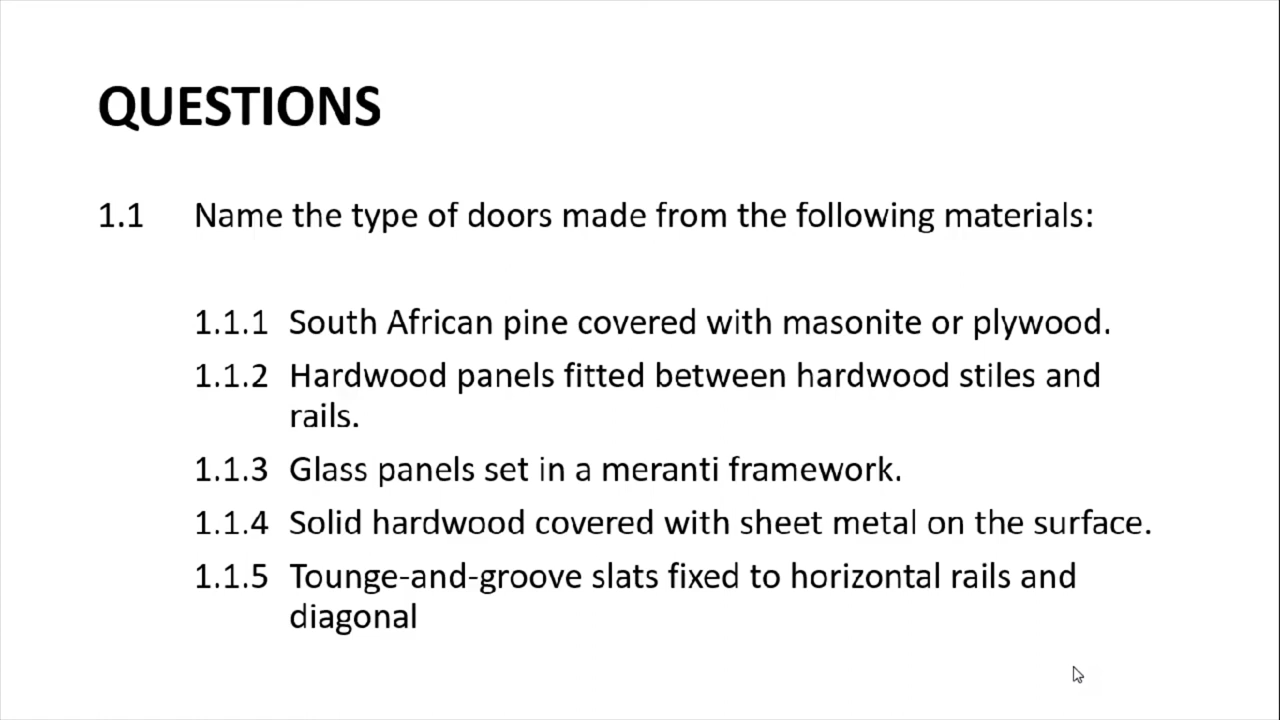 QUESTIONS
1.1 Name the type of doors made from the following materials:
1.1.1 South African pine covered with masonite or plywood.
1.1.2 Hardwood panels fitted between hardwood stiles and
rails.
1.1.3 Glass panels set in a meranti framework.
1.1.4 Solid hardwood covered with sheet metal on the surface.
1.1.5 Tounge-and-groove slats fixed to horizontal rails and
diagonal